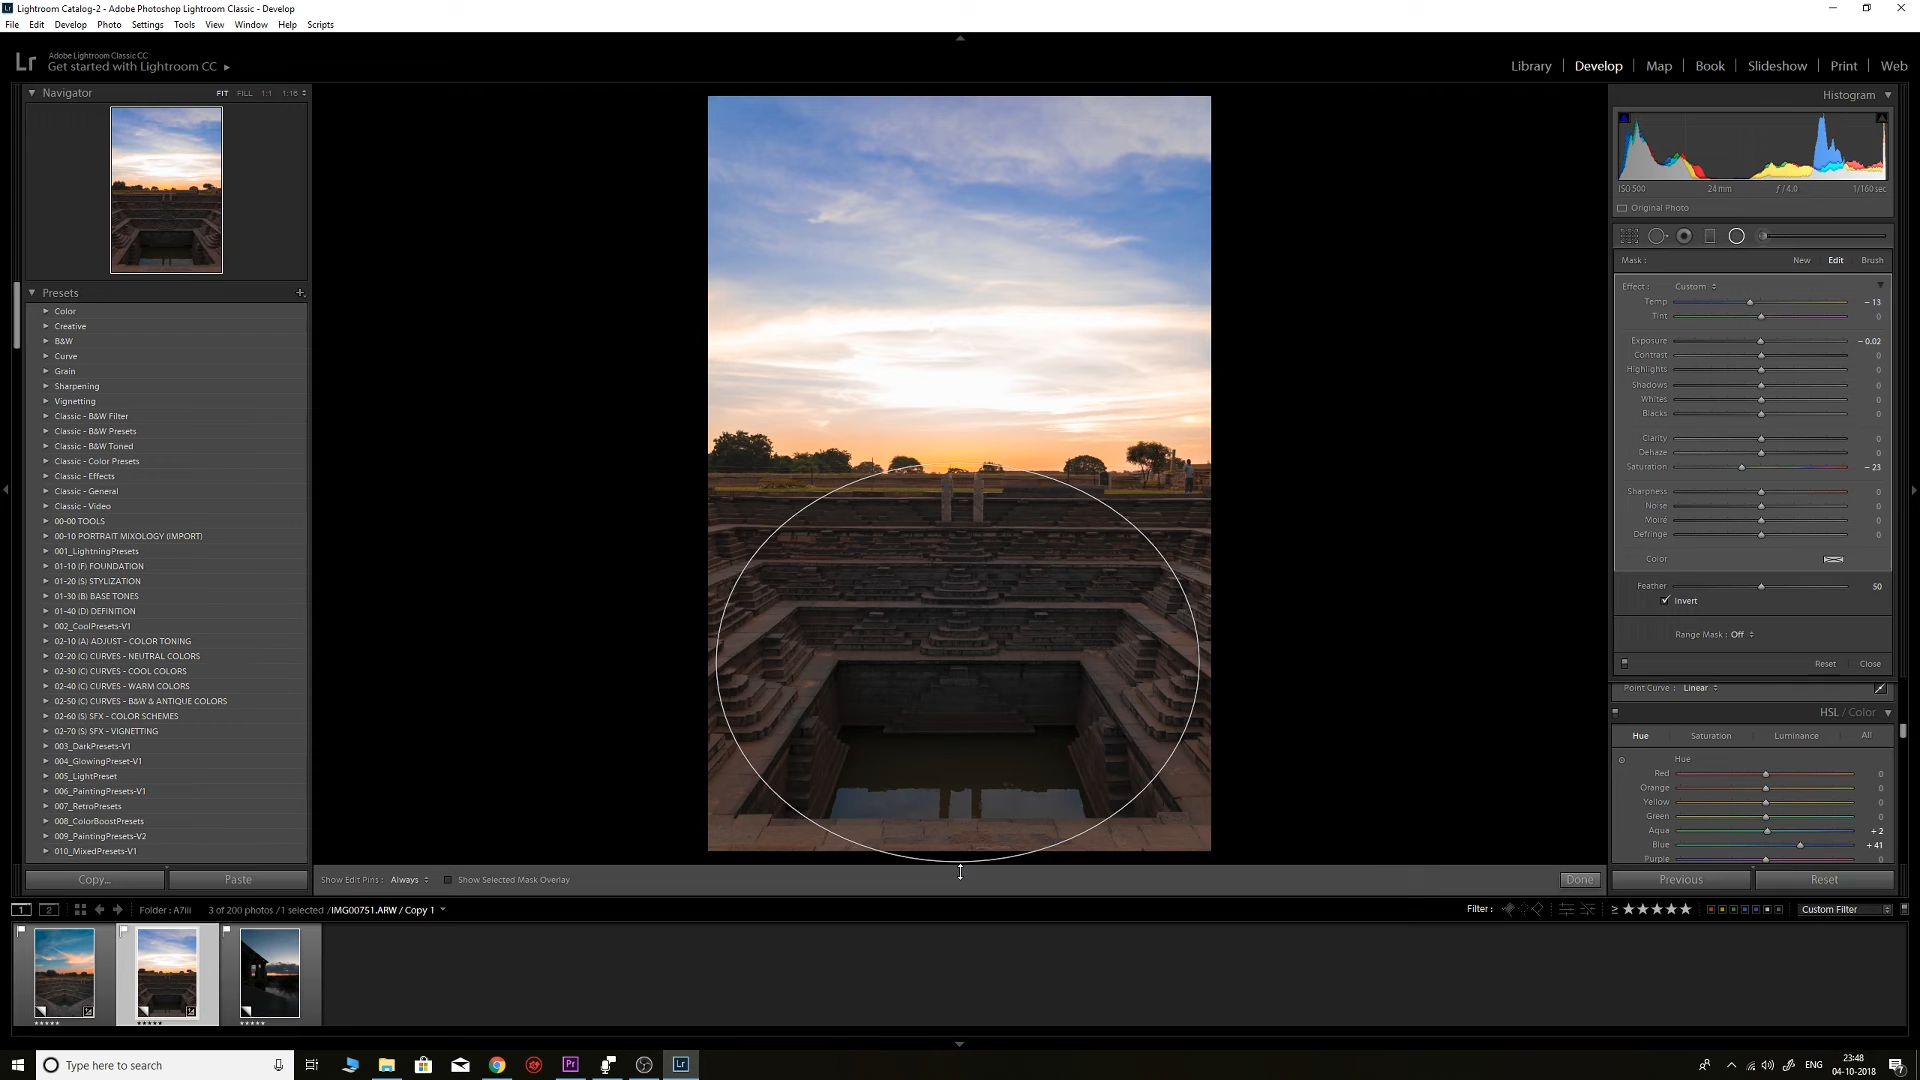 Lightroom Catalog-2 - Adobe Photoshop Lightroom Classic - Develop
File Edit Develop Photo Settings Tools View Window Help Scripts
Lr
Adobe Lightroom Classic CC
Get started with Lightroom CC
Library Develop Map Book Slideshow Print Web
Navigator FIT FILL 1:1 1:16
Presets
Color
Creative
B&W
Curve
Grain
Sharpening
Vignetting
Classic - B&W Filter
Classic - B&W Presets
Classic - B&W Toned
Classic - Color Presets
Classic - Effects
Classic - General
Classic - Video
00-00 TOOLS
00-10 PORTRAIT MIXOLOGY (IMPORT)
001_LightningPresets
01-10 (F) FOUNDATION
01-20 (S) STYLIZATION
01-30 (B) BASE TONES
01-40 (D) DEFINITION
002_CoolPresets-V1
02-10 (A) ADJUST - COLOR TONING
02-20 (C) CURVES - NEUTRAL COLORS
02-30 (C) CURVES - COOL COLORS
02-40 (C) CURVES - WARM COLORS
02-50 (C) CURVES - B&W & ANTIQUE COLORS
02-60 (S) SFX - COLOR SCHEMES
02-70 (S) SFX - VIGNETTING
003_DarkPresets-V1
004_GlowingPreset-V1
005_LightPreset
006_PaintingPresets-V1
007_RetroPresets
008_ColorBoostPresets
009_PaintingPresets-V2
010_MixedPresets-V1
Copy... Paste
Show Edit Pins : Always Show Selected Mask Overlay Done
Histogram
ISO 500 24 mm ƒ / 4.0 1/160 sec
Original Photo
Mask : New Edit Brush
Effect : Custom
Temp - 13
Tint 0
Exposure - 0.02
Contrast 0
Highlights 0
Shadows 0
Whites 0
Blacks 0
Clarity 0
Dehaze 0
Saturation - 23
Sharpness 0
Noise 0
Moiré 0
Defringe 0
Color
Feather 50
Invert
Range Mask : Off
Reset Close
Point Curve : Linear
HSL / Color
Hue Saturation Luminance All
Hue
Red 0
Orange 0
Yellow 0
Green 0
Aqua + 2
Blue + 41
Purple 0
Previous Reset
1 2 Folder : A7iii 3 of 200 photos / 1 selected / IMG00751.ARW / Copy 1
Filter : ≥ ★★★★★ Custom Filter
★★★★★ ★★★★★ ★★★★★
Type here to search
Pr
Lr
ENG
23:48
04-10-2018
7